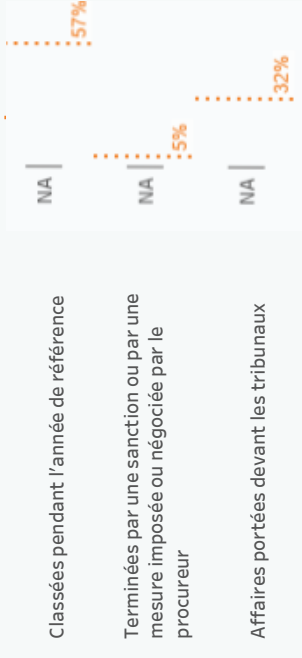 Classées pendant l'année de référence
NA
57%
Terminées par une sanction ou par une
mesure imposée ou négociée par le
procureur
NA
5%
Affaires portées devant les tribunaux
NA
32%